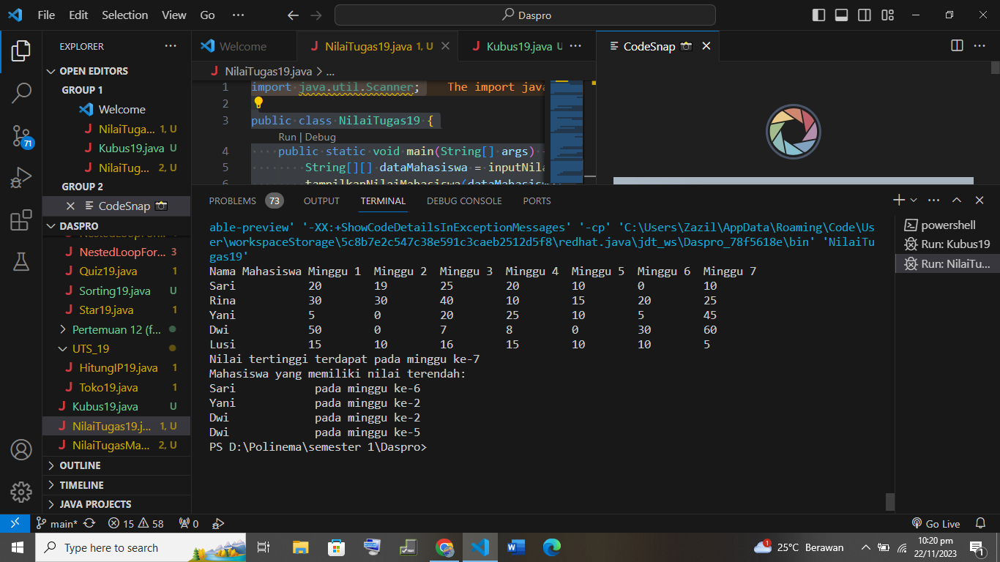 File Edit Selection View Go ··· Daspro
EXPLORER ···
OPEN EDITORS
GROUP 1
Welcome
NilaiTuga... 1, U
Kubus19.java U
NilaiTug... 2, U
GROUP 2
CodeSnap
DASPRO
NestedLoopFor... 3
Quiz19.java 1
Sorting19.java U
Star19.java 1
Pertemuan 12 (f...
UTS_19
HitungIP19.java 1
Toko19.java 1
Kubus19.java U
NilaiTugas19.j... 1, U
NilaiTugasMa... 2, U
OUTLINE
TIMELINE
JAVA PROJECTS
71
Welcome NilaiTugas19.java 1, U Kubus19.java U ··· CodeSnap ···
NilaiTugas19.java > ...
1 import java.util.Scanner; The import java
2
3 public class NilaiTugas19 {
Run | Debug
4 public static void main(String[] args)
5 String[][] dataMahasiswa = inputNila
6 tampilkanNilaiMahasiswa(dataMahasisw
PROBLEMS 73 OUTPUT TERMINAL DEBUG CONSOLE PORTS
able-preview' '-XX:+ShowCodeDetailsInExceptionMessages' '-cp' 'C:\Users\Zazil\AppData\Roaming\Code\Us
er\workspaceStorage\5c8b7e2c547c38e591c3caeb2512d5f8\redhat.java\jdt_ws\Daspro_78f5618e\bin' 'NilaiTu
gas19'
Nama Mahasiswa Minggu 1 Minggu 2 Minggu 3 Minggu 4 Minggu 5 Minggu 6 Minggu 7
Sari 20 19 25 20 10 0 10
Rina 30 30 40 10 15 20 25
Yani 5 0 20 25 10 5 45
Dwi 50 0 7 8 0 30 60
Lusi 15 10 16 15 10 10 5
Nilai tertinggi terdapat pada minggu ke-7
Mahasiswa yang memiliki nilai terendah:
Sari pada minggu ke-6
Yani pada minggu ke-2
Dwi pada minggu ke-2
Dwi pada minggu ke-5
PS D:\Polinema\semester 1\Daspro>
powershell
Run: Kubus19
Run: NilaiTu...
main* 15 58 0 Go Live
Type here to search 25°C Berawan 10:20 pm
22/11/2023 1